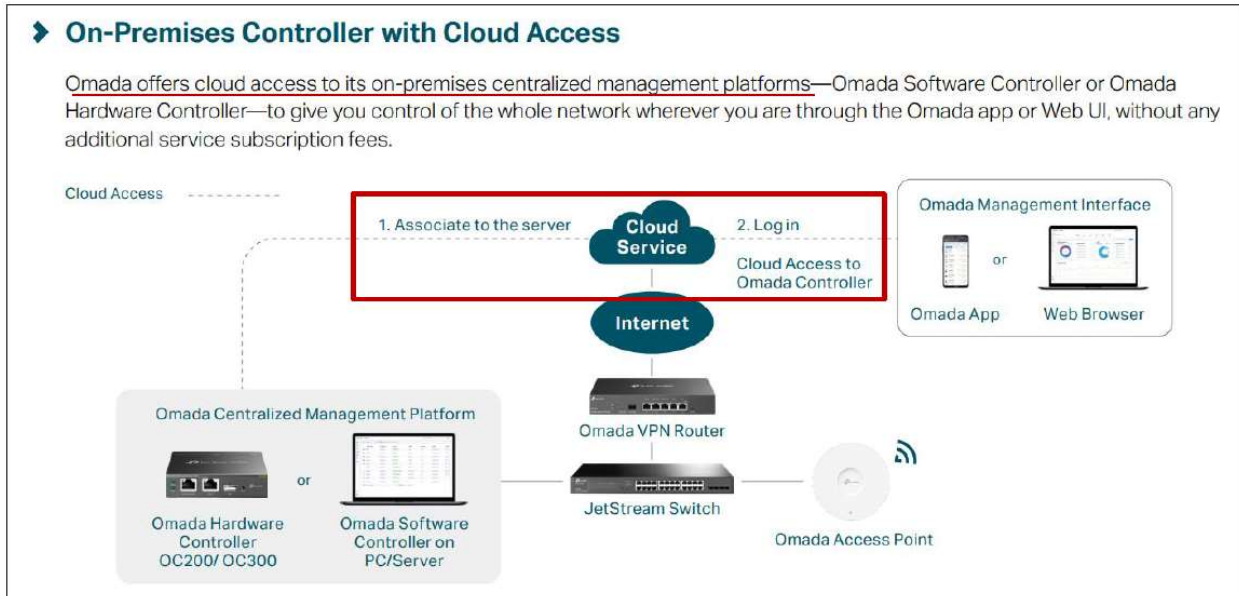 On-Premises Controller with Cloud Access
Omada offers cloud access to its on-premises centralized management platforms—Omada Software Controller or Omada
Hardware Controller—to give you control of the whole network wherever you are through the Omada app or Web UI, without any
additional service subscription fees.
Cloud Access
1. Associate to the server
Cloud
Service
2. Log in
Cloud Access to
Omada Controller
Omada Management Interface
or
Omada App
Web Browser
Internet
Omada VPN Router
Omada Centralized Management Platform
or
Omada Hardware
Controller
OC200/ OC300
Omada Software
Controller on
PC/Server
JetStream Switch
Omada Access Point